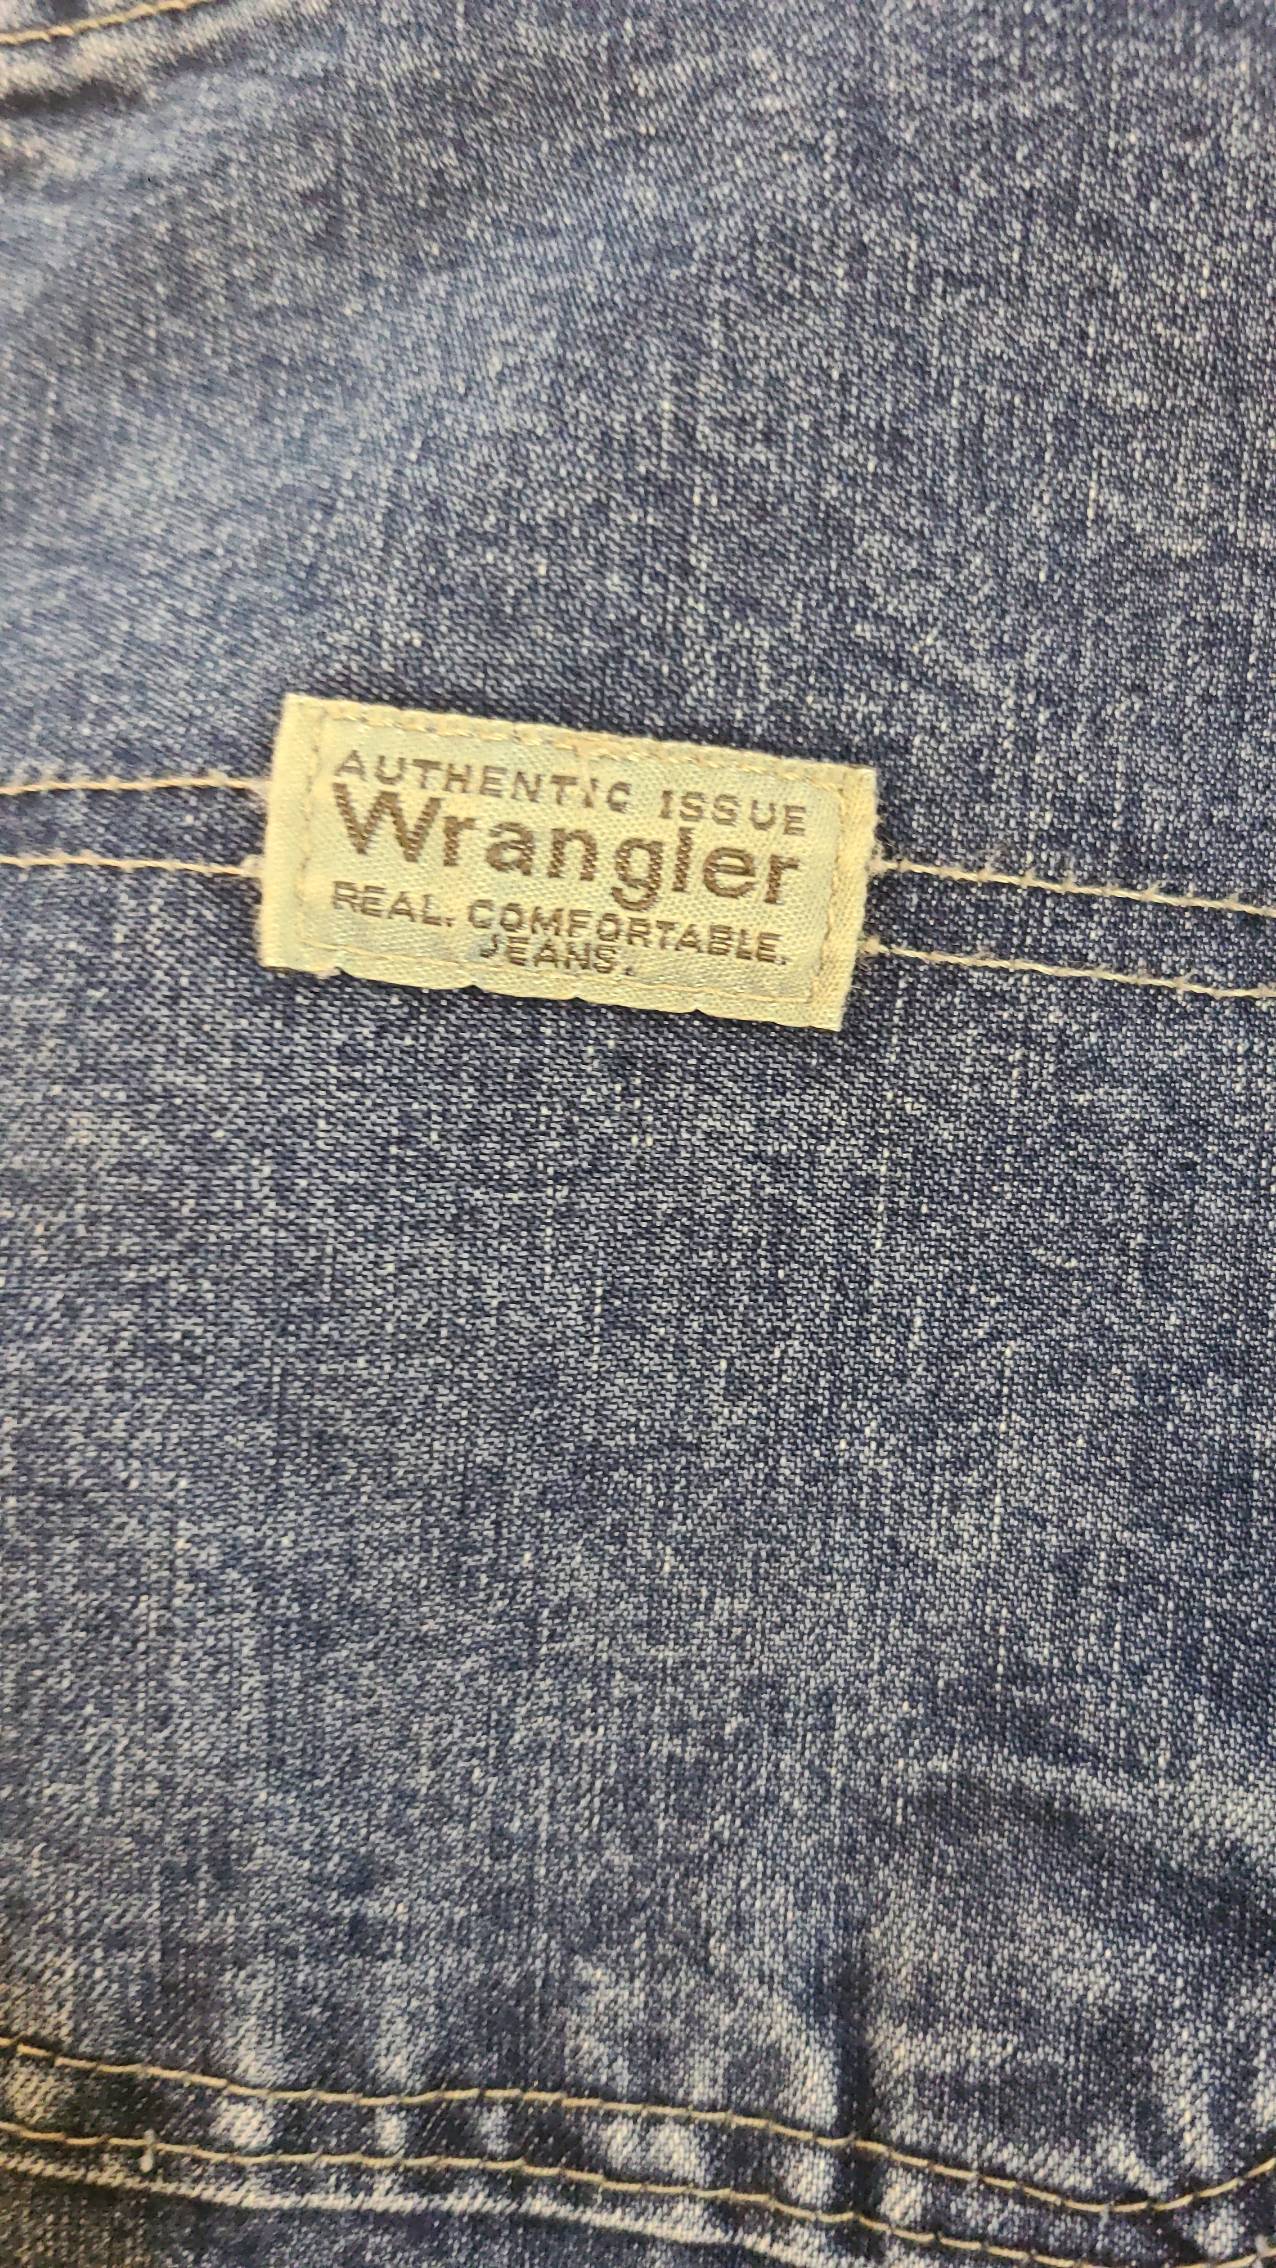 AUTHENTIC ISSUE
Wrangler
REAL. COMFORTABLE.
JEANS.